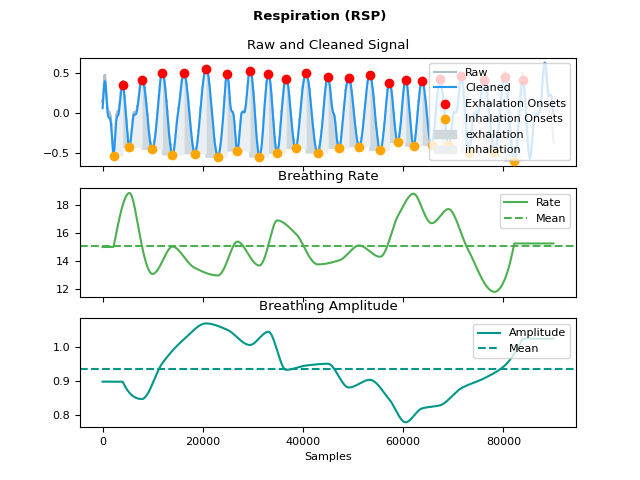 Respiration (RSP)
Raw and Cleaned Signal
0.5
0.0
−0.5
Raw
Cleaned
Exhalation Onsets
Inhalation Onsets
exhalation
inhalation
Breathing Rate
18
16
14
12
Rate
Mean
Breathing Amplitude
1.0
0.9
0.8
Amplitude
Mean
0
20000
40000
60000
80000
Samples